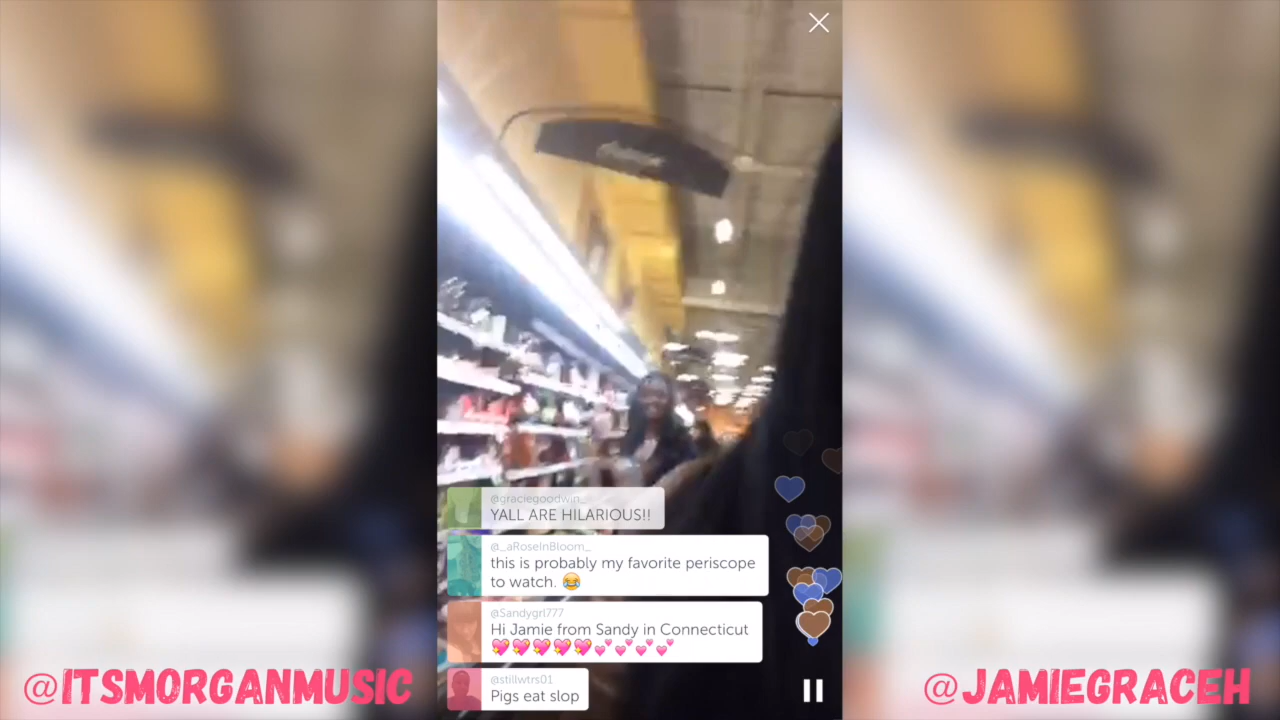 @graciegoodwin_
YALL ARE HILARIOUS!!
@_aRoseInBloom_
this is probably my favorite periscope
to watch. 😂
@Sandygrl777
Hi Jamie from Sandy in Connecticut
💖💖💖💖💖💕💕💕💕
@stillwtrs01
Pigs eat slop
@ITSMORGANMUSIC
@JAMIEGRACEH